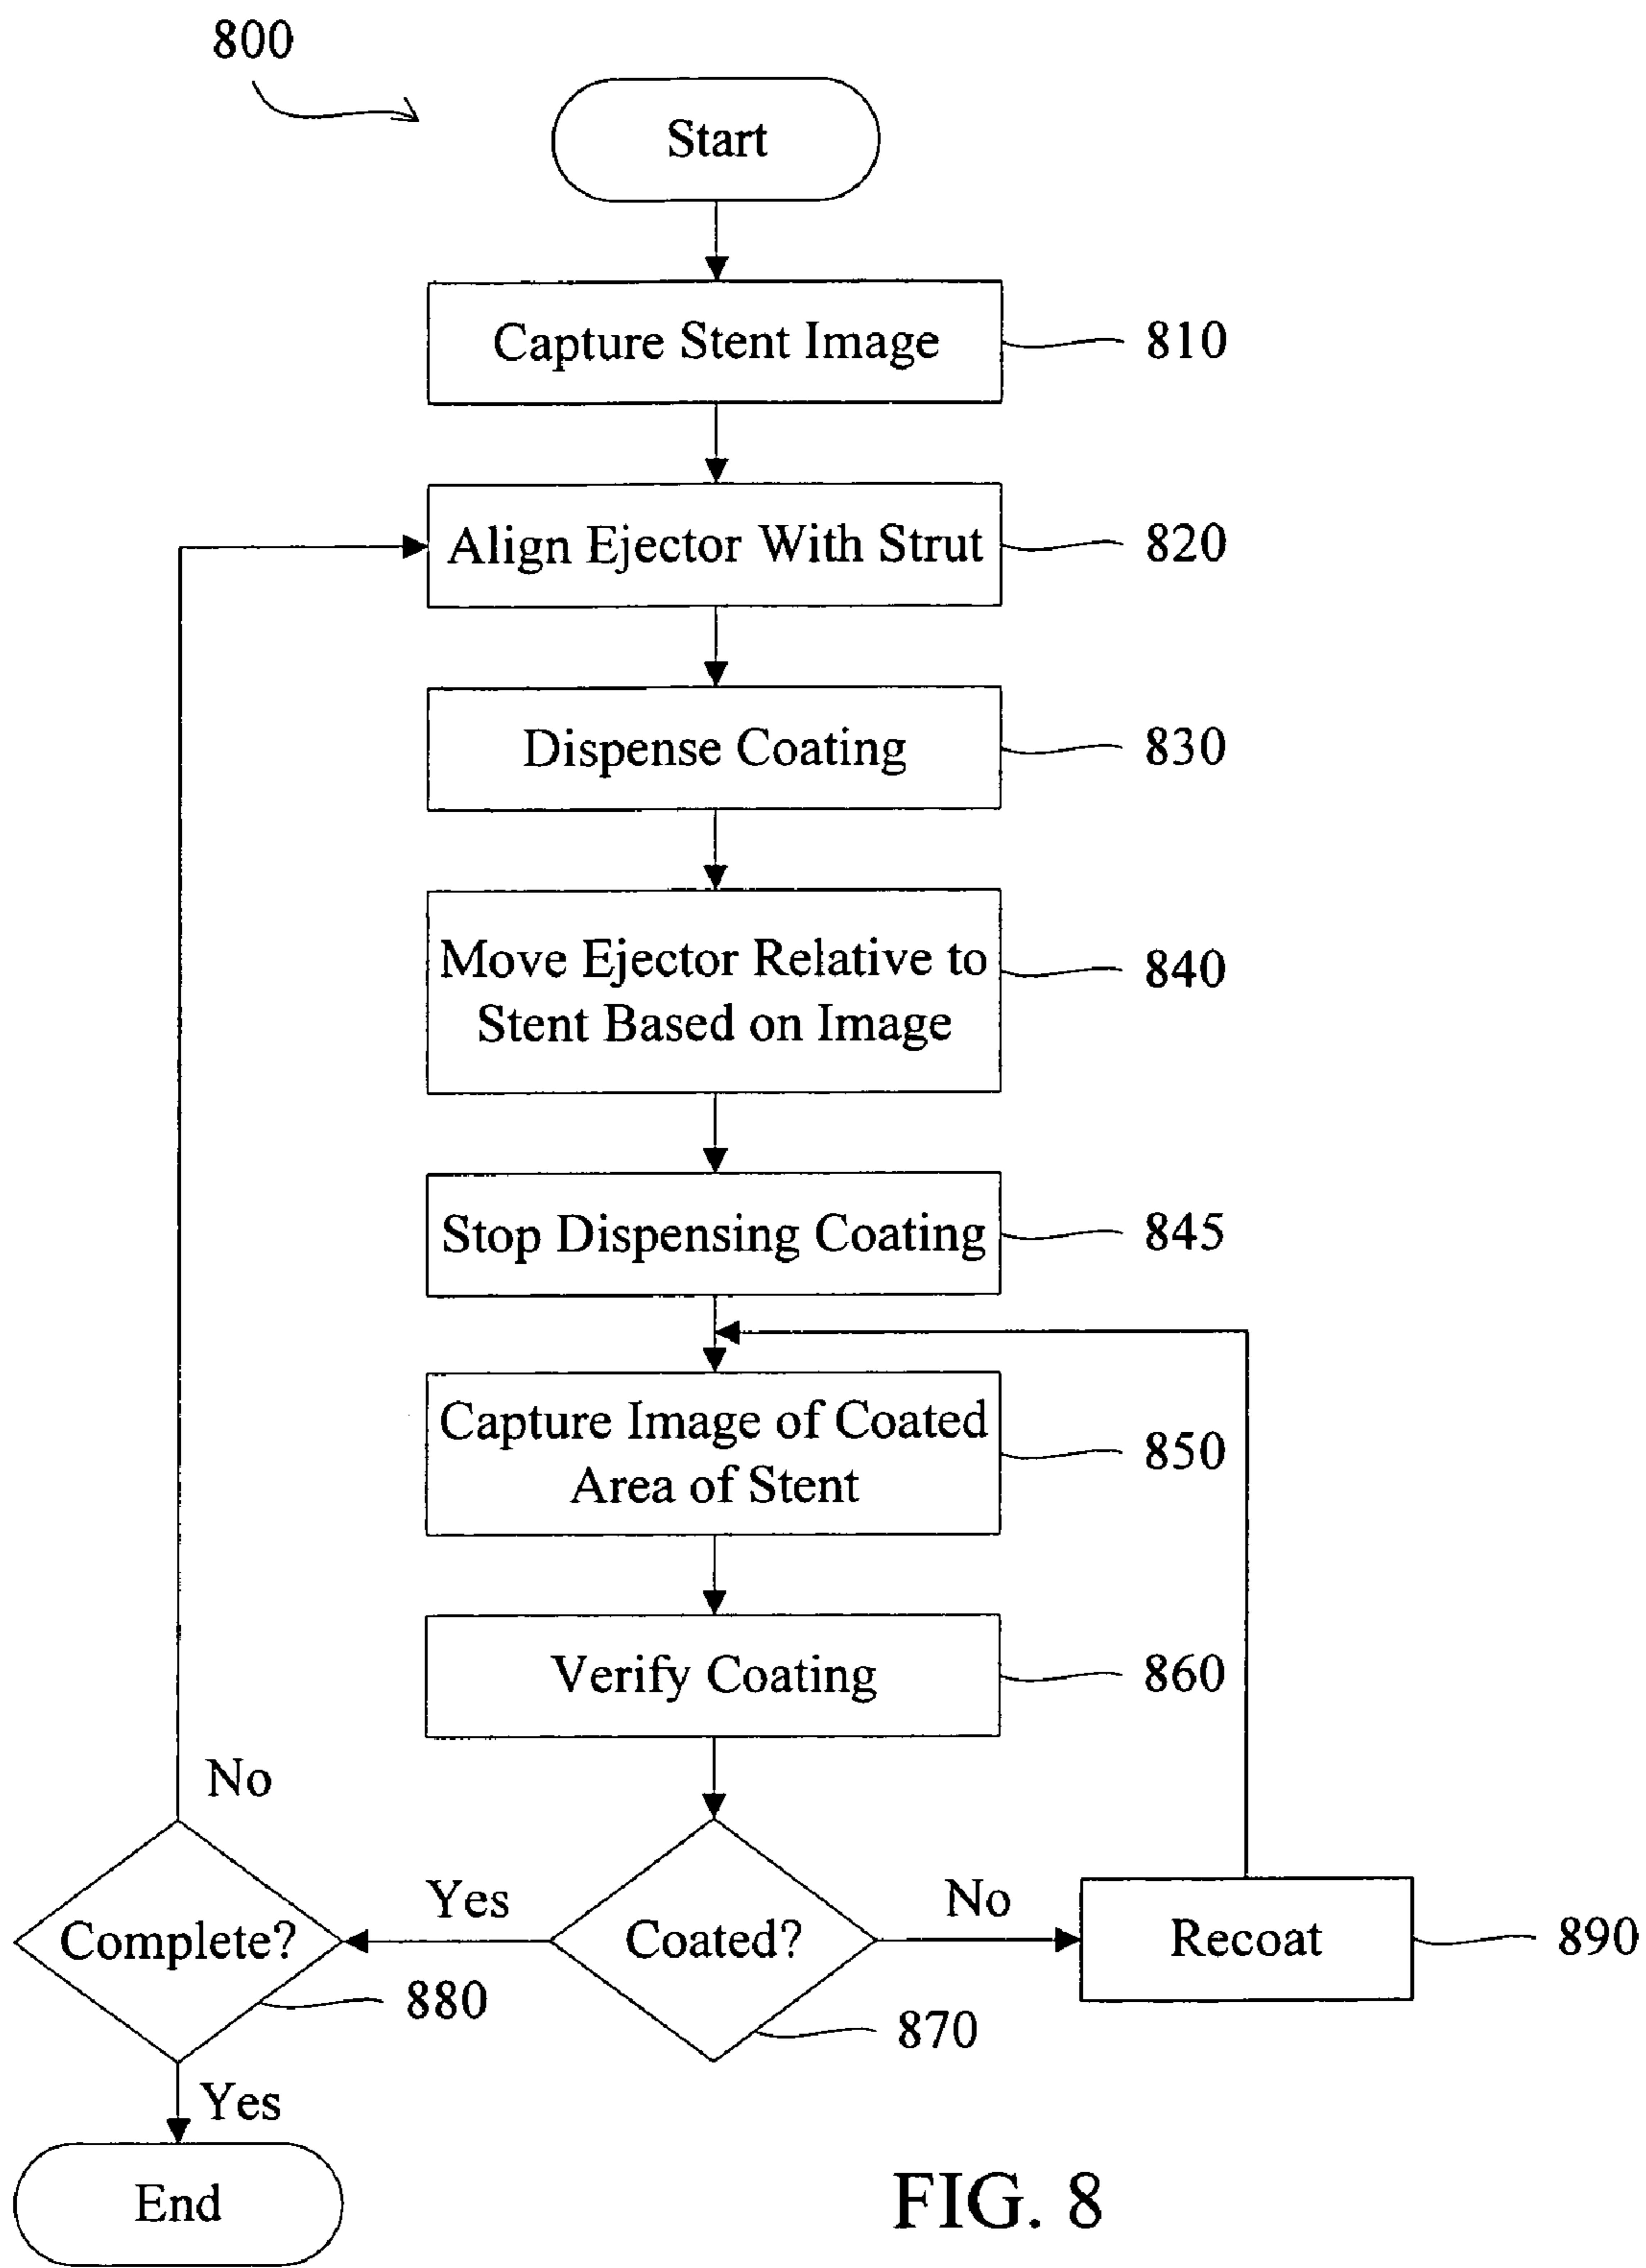 800
Start
Capture Stent Image
810
Align Ejector With Strut
820
Dispense Coating
830
Move Ejector Relative to
Stent Based on Image
840
Stop Dispensing Coating
845
Capture Image of Coated
Area of Stent
850
Verify Coating
860
No
Complete?
880
Yes
Coated?
870
No
Recoat
890
Yes
End
FIG. 8